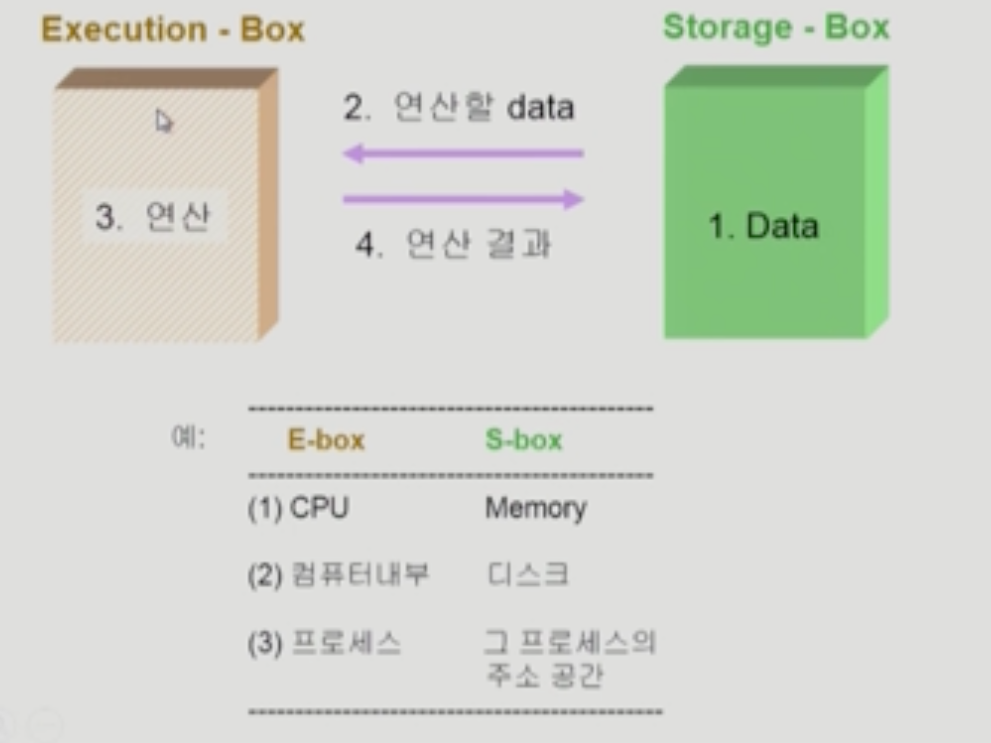 Execution - Box
Storage - Box
2. 연산할 data
3. 연산
1. Data
4. 연산 결과
예:
E-box S-box
(1) CPU Memory
(2) 컴퓨터내부 디스크
(3) 프로세스 그 프로세스의
주소 공간